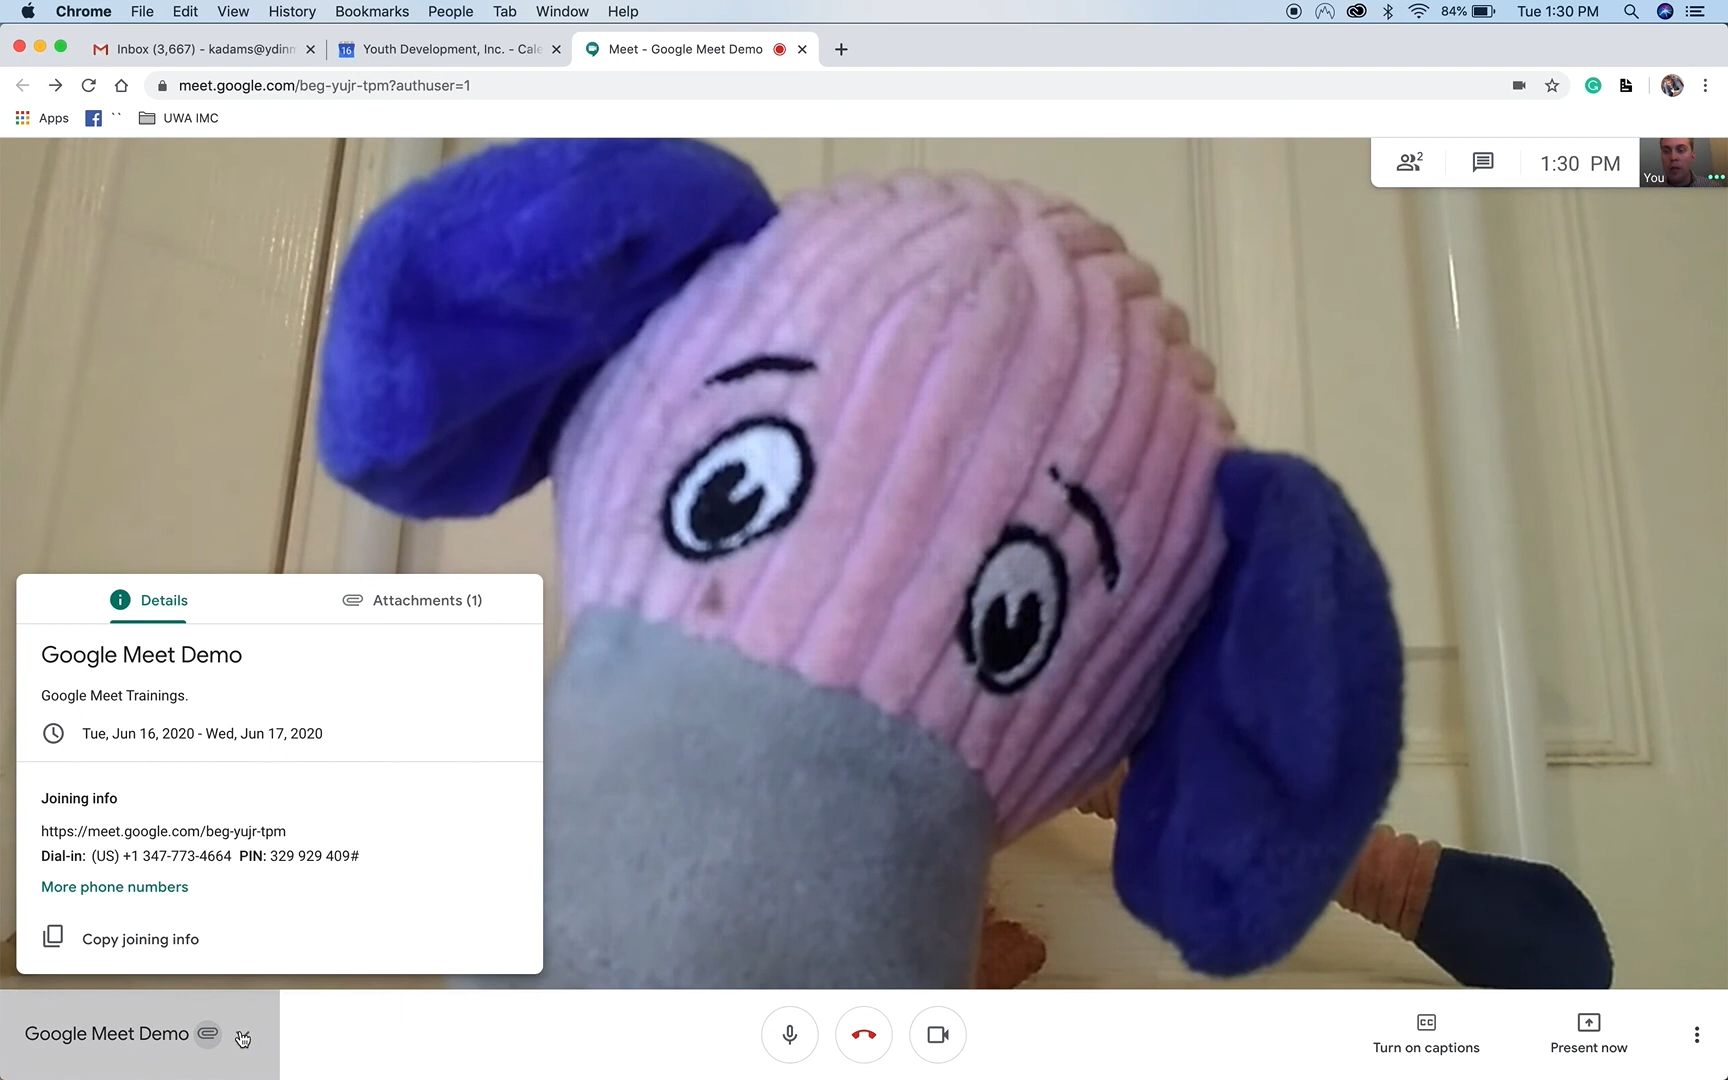 Chrome File Edit View History Bookmarks People Tab Window Help 84% Tue 1:30 PM
Inbox (3,667) - kadams@ydinm
16 Youth Development, Inc. - Cale
Meet - Google Meet Demo
meet.google.com/beg-yujr-tpm?authuser=1
Apps `` UWA IMC
2 1:30 PM
You
Details Attachments (1)
Google Meet Demo
Google Meet Trainings.
Tue, Jun 16, 2020 - Wed, Jun 17, 2020
Joining info
https://meet.google.com/beg-yujr-tpm
Dial-in: (US) +1 347-773-4664 PIN: 329 929 409#
More phone numbers
Copy joining info
Google Meet Demo
CC
Turn on captions
Present now